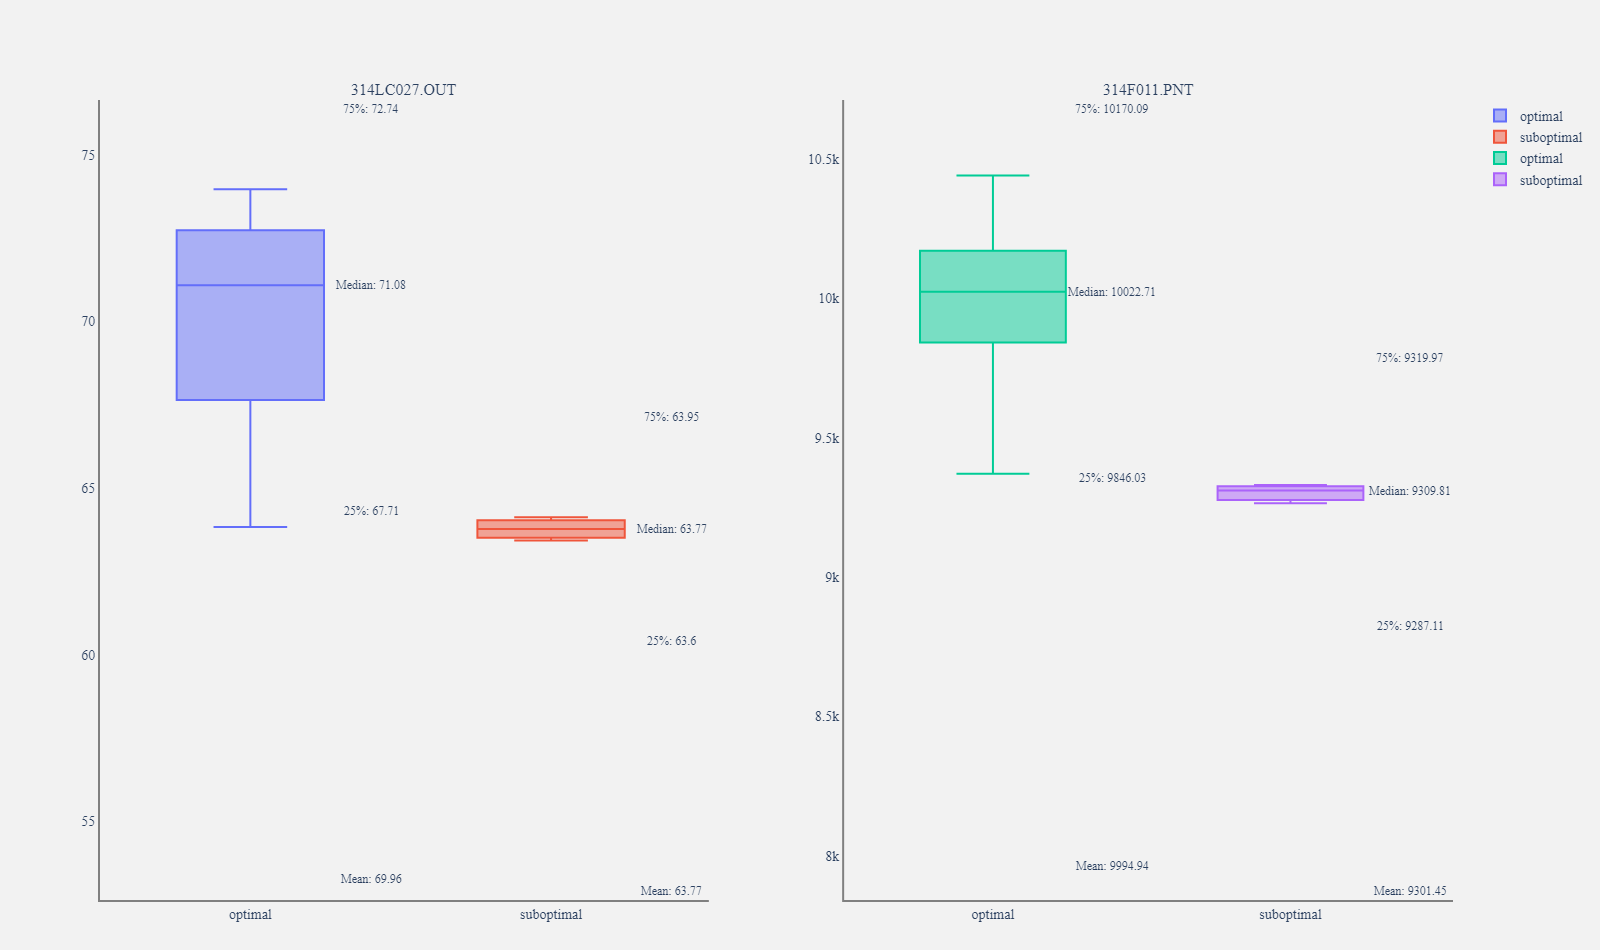 314LC027.OUT
75%: 72.74
75
70
65
60
55
Median: 71.08
75%: 63.95
25%: 67.71
Median: 63.77
25%: 63.6
Mean: 69.96
Mean: 63.77
optimal
suboptimal
314F011.PNT
75%: 10170.09
10.5k
10k
9.5k
9k
8.5k
8k
Median: 10022.71
75%: 9319.97
25%: 9846.03
Median: 9309.81
25%: 9287.11
Mean: 9994.94
Mean: 9301.45
optimal
suboptimal
optimal
suboptimal
optimal
suboptimal